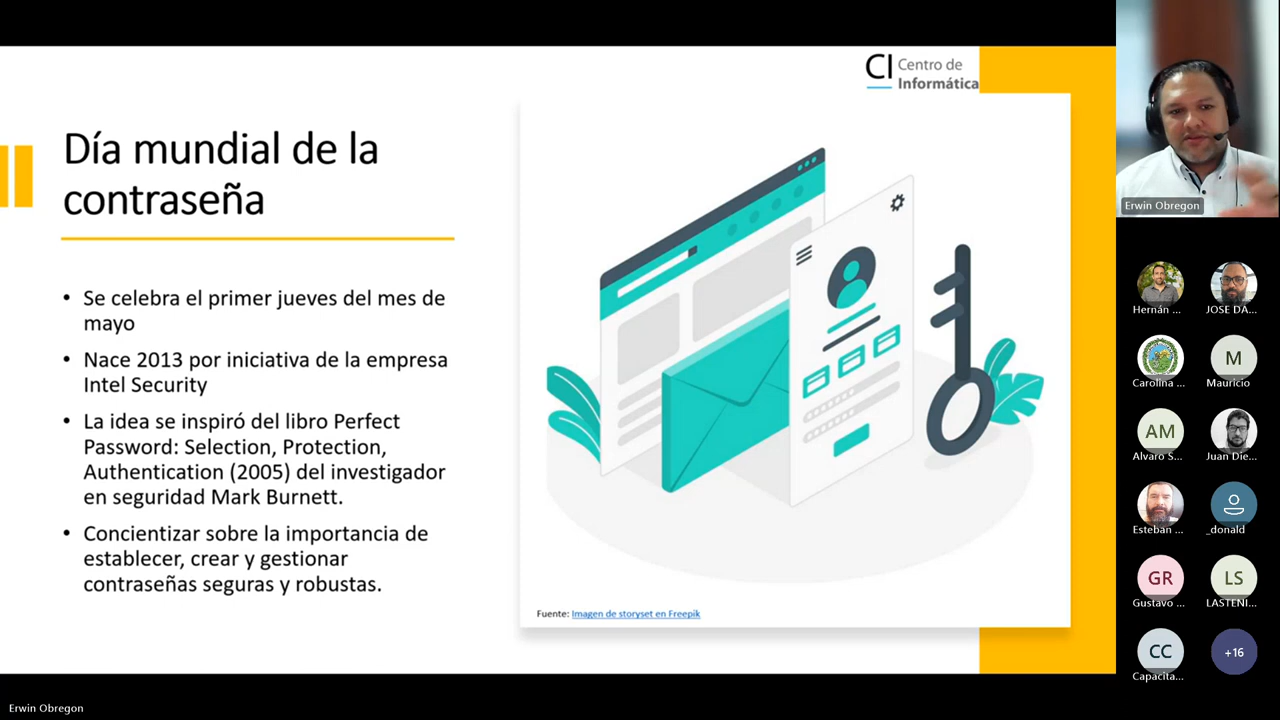 CI Centro de
Informática
Día mundial de la
contraseña
• Se celebra el primer jueves del mes de
mayo
• Nace 2013 por iniciativa de la empresa
Intel Security
• La idea se inspiró del libro Perfect
Password: Selection, Protection,
Authentication (2005) del investigador
en seguridad Mark Burnett.
• Concientizar sobre la importancia de
establecer, crear y gestionar
contraseñas seguras y robustas.
Fuente: Imagen de storyset en Freepik
Erwin Obregon
Hernán ...
JOSE DA...
Carolina ...
M
Mauricio
AM
Alvaro S...
Juan Die...
Esteban ...
_donald
GR
Gustavo ...
LS
LASTENI...
CC
Capacita...
+16
Erwin Obregon